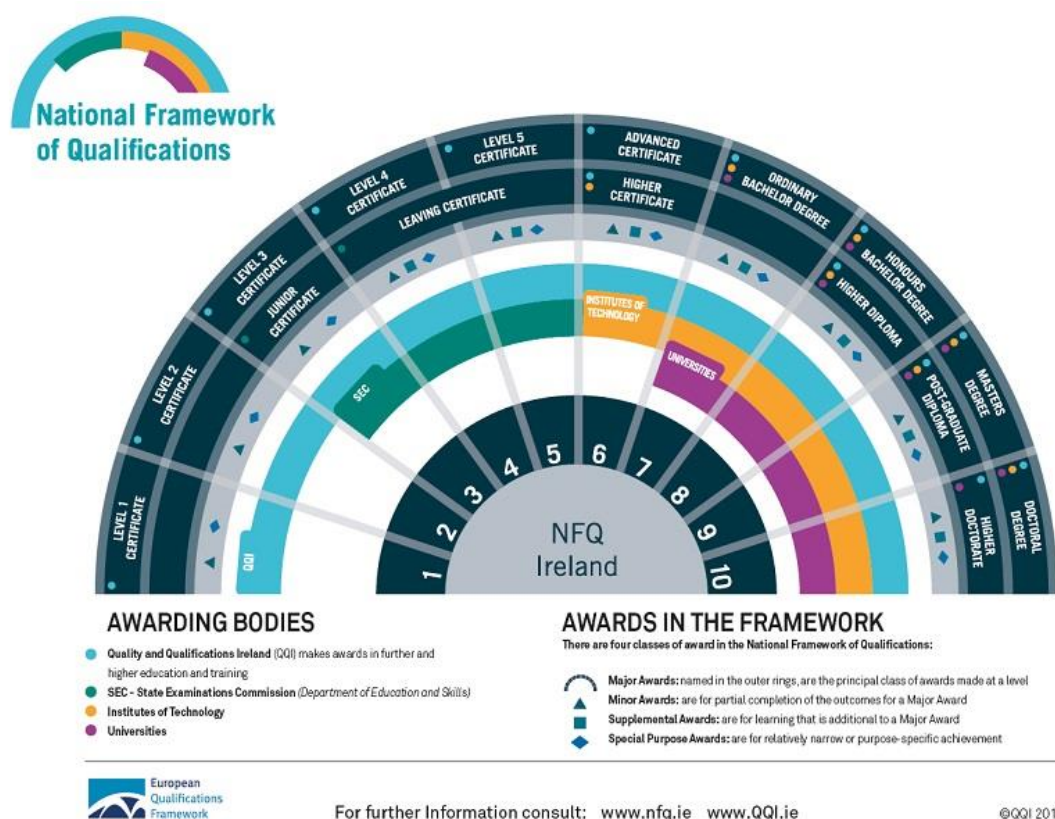 National Framework
of Qualifications
LEVEL 1
CERTIFICATE
LEVEL 2
CERTIFICATE
LEVEL 3
CERTIFICATE
JUNIOR
CERTIFICATE
LEVEL 4
CERTIFICATE
LEAVING CERTIFICATE
LEVEL 5
CERTIFICATE
ADVANCED
CERTIFICATE
HIGHER
CERTIFICATE
ORDINARY
BACHELOR DEGREE
HONOURS
BACHELOR DEGREE
HIGHER DIPLOMA
MASTERS
DEGREE
POST-GRADUATE
DIPLOMA
DOCTORAL
DEGREE
HIGHER
DOCTORATE
QQI
SEC
INSTITUTES OF
TECHNOLOGY
UNIVERSITIES
1
2
3
4
5
6
7
8
9
10
NFQ
Ireland
AWARDING BODIES
Quality and Qualifications Ireland (QQI) makes awards in further and
higher education and training
SEC - State Examinations Commission (Department of Education and Skills)
Institutes of Technology
Universities
AWARDS IN THE FRAMEWORK
There are four classes of award in the National Framework of Qualifications:
Major Awards: named in the outer rings, are the principal class of awards made at a level
Minor Awards: are for partial completion of the outcomes for a Major Award
Supplemental Awards: are for learning that is additional to a Major Award
Special Purpose Awards: are for relatively narrow or purpose-specific achievement
European
Qualifications
Framework
For further Information consult: www.nfq.ie www.QQI.ie
©QQI 201